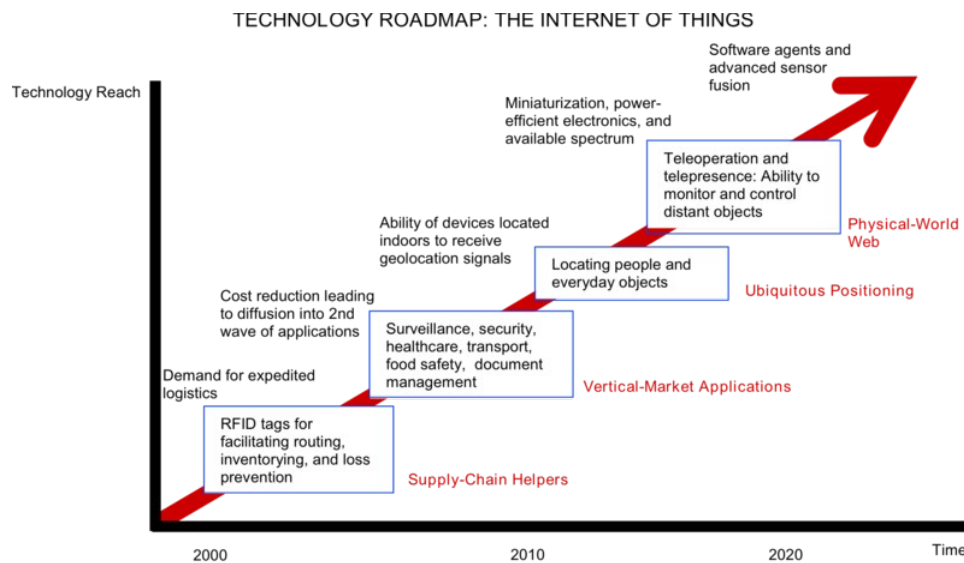 TECHNOLOGY ROADMAP: THE INTERNET OF THINGS
Technology Reach
Software agents and
advanced sensor
fusion
Miniaturization, power-
efficient electronics, and
available spectrum
Teleoperation and
telepresence: Ability to
monitor and control
distant objects
Physical-World
Web
Ability of devices located
indoors to receive
geolocation signals
Locating people and
everyday objects
Ubiquitous Positioning
Cost reduction leading
to diffusion into 2nd
wave of applications
Surveillance, security,
healthcare, transport,
food safety, document
management
Vertical-Market Applications
Demand for expedited
logistics
RFID tags for
facilitating routing,
inventorying, and loss
prevention
Supply-Chain Helpers
2000
2010
2020
Time